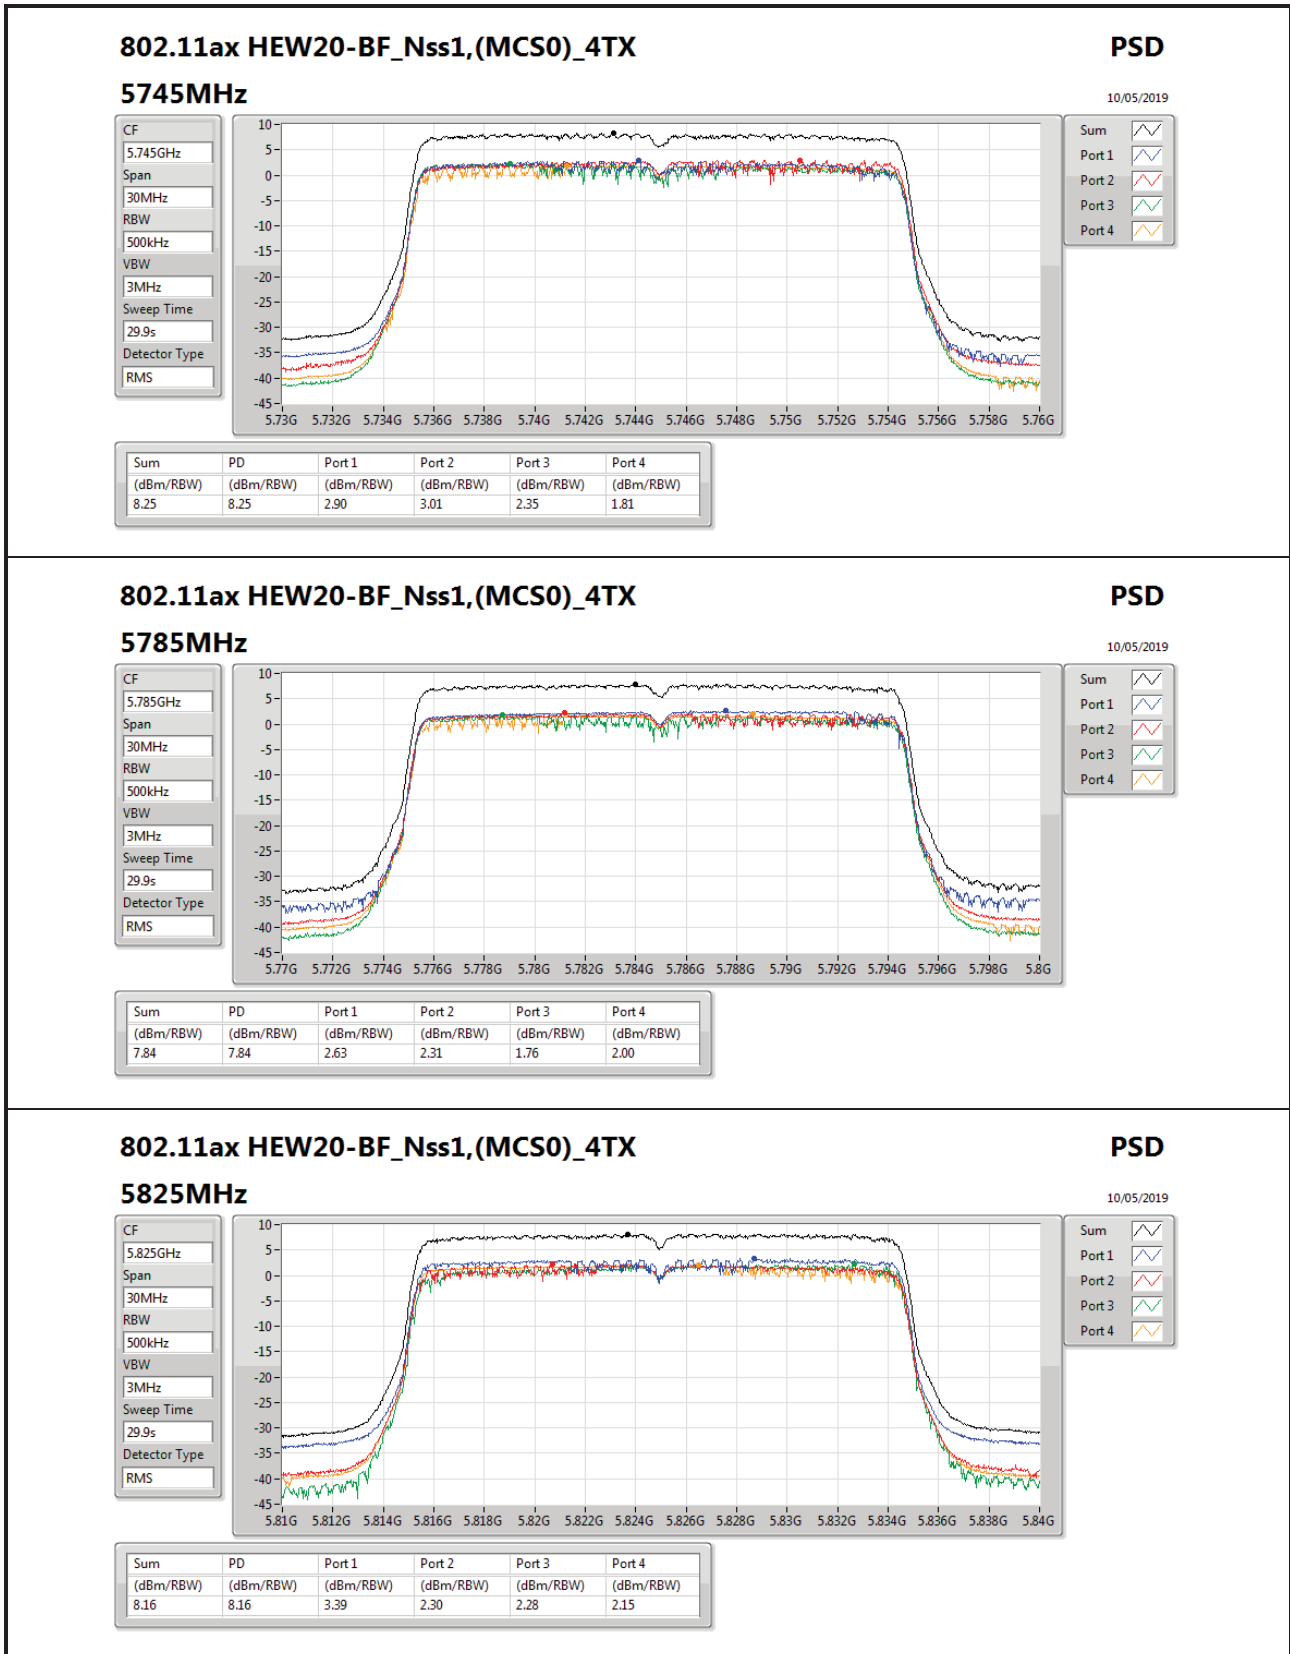 802.11ax HEW20-BF_Nss1,(MCS0)_4TX PSD
5745MHz 10/05/2019
CF
5.745GHz
Span
30MHz
RBW
500kHz
VBW
3MHz
Sweep Time
29.9s
Detector Type
RMS
10
5
0
-5
-10
-15
-20
-25
-30
-35
-40
-45
5.73G 5.732G 5.734G 5.736G 5.738G 5.74G 5.742G 5.744G 5.746G 5.748G 5.75G 5.752G 5.754G 5.756G 5.758G 5.76G
Sum
Port 1
Port 2
Port 3
Port 4
Sum PD Port 1 Port 2 Port 3 Port 4
(dBm/RBW) (dBm/RBW) (dBm/RBW) (dBm/RBW) (dBm/RBW) (dBm/RBW)
8.25 8.25 2.90 3.01 2.35 1.81
802.11ax HEW20-BF_Nss1,(MCS0)_4TX PSD
5785MHz 10/05/2019
CF
5.785GHz
Span
30MHz
RBW
500kHz
VBW
3MHz
Sweep Time
29.9s
Detector Type
RMS
10
5
0
-5
-10
-15
-20
-25
-30
-35
-40
-45
5.77G 5.772G 5.774G 5.776G 5.778G 5.78G 5.782G 5.784G 5.786G 5.788G 5.79G 5.792G 5.794G 5.796G 5.798G 5.8G
Sum
Port 1
Port 2
Port 3
Port 4
Sum PD Port 1 Port 2 Port 3 Port 4
(dBm/RBW) (dBm/RBW) (dBm/RBW) (dBm/RBW) (dBm/RBW) (dBm/RBW)
7.84 7.84 2.63 2.31 1.76 2.00
802.11ax HEW20-BF_Nss1,(MCS0)_4TX PSD
5825MHz 10/05/2019
CF
5.825GHz
Span
30MHz
RBW
500kHz
VBW
3MHz
Sweep Time
29.9s
Detector Type
RMS
10
5
0
-5
-10
-15
-20
-25
-30
-35
-40
-45
5.81G 5.812G 5.814G 5.816G 5.818G 5.82G 5.822G 5.824G 5.826G 5.828G 5.83G 5.832G 5.834G 5.836G 5.838G 5.84G
Sum
Port 1
Port 2
Port 3
Port 4
Sum PD Port 1 Port 2 Port 3 Port 4
(dBm/RBW) (dBm/RBW) (dBm/RBW) (dBm/RBW) (dBm/RBW) (dBm/RBW)
8.16 8.16 3.39 2.30 2.28 2.15